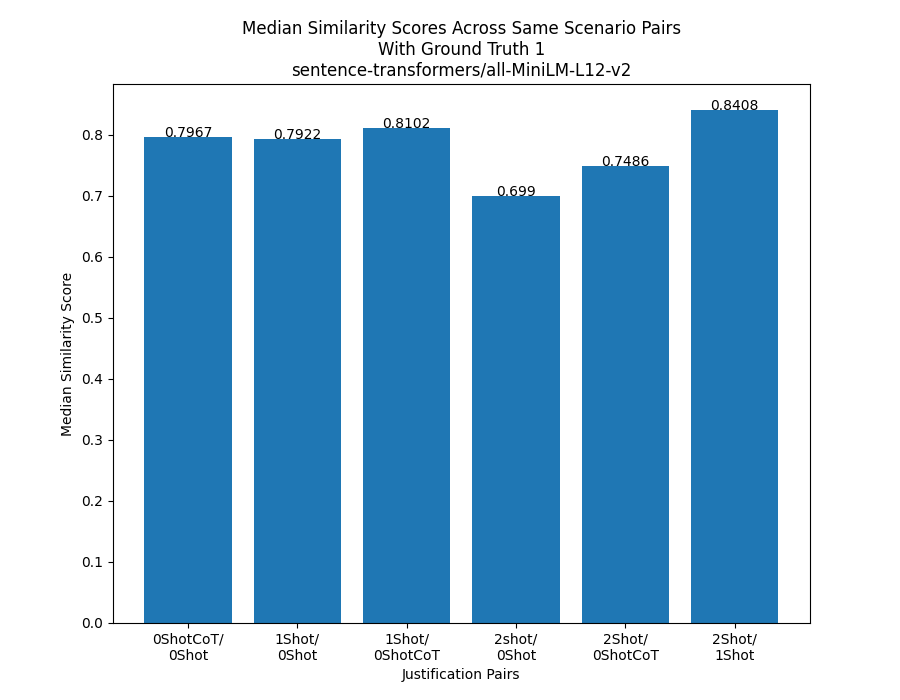 Median Similarity Scores Across Same Scenario Pairs
With Ground Truth 1
sentence-transformers/all-MiniLM-L12-v2
Median Similarity Score
0.8
0.7
0.6
0.5
0.4
0.3
0.2
0.1
0.0
0.7967
0.7922
0.8102
0.699
0.7486
0.8408
0ShotCoT/
0Shot
1Shot/
0Shot
1Shot/
0ShotCoT
2shot/
0Shot
2Shot/
0ShotCoT
2Shot/
1Shot
Justification Pairs